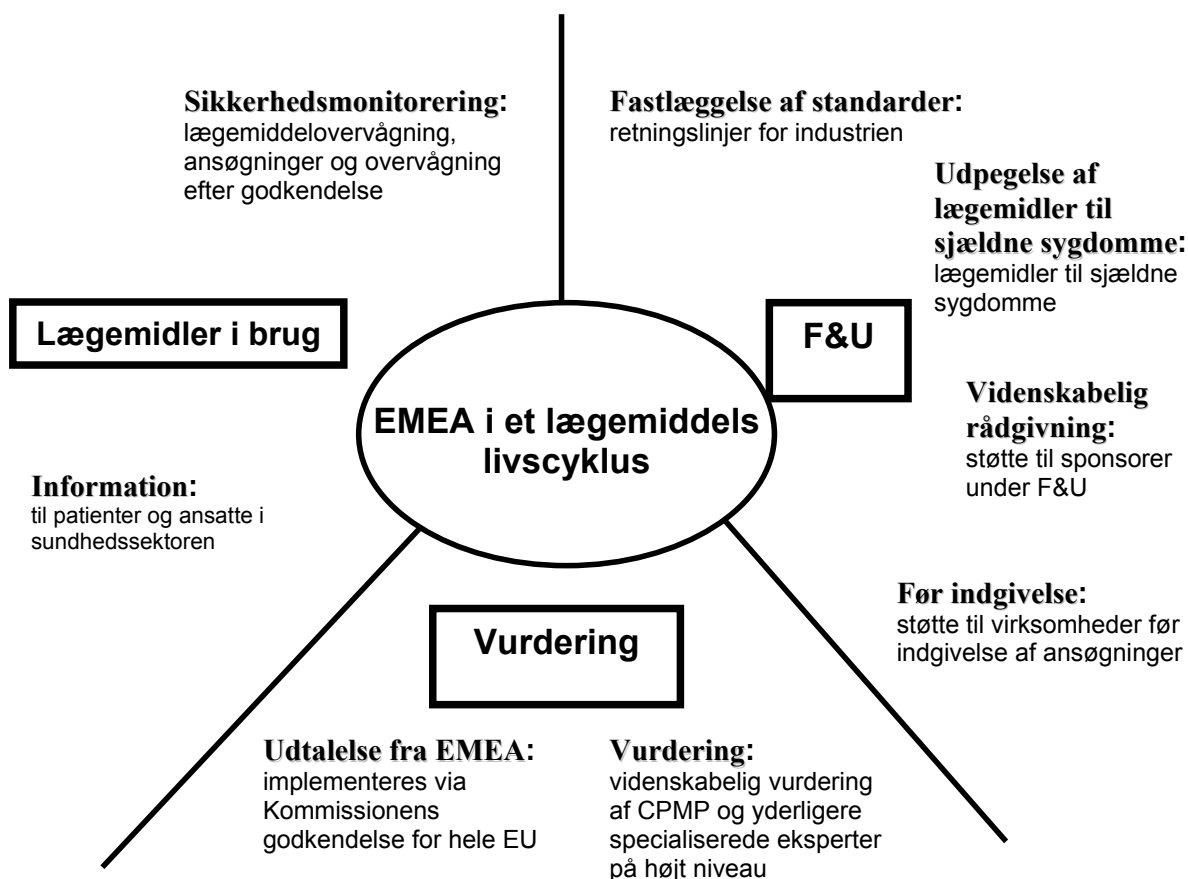 Sikkerhedsmonitorering:
lægemiddelovervågning,
ansøgninger og overvågning
efter godkendelse
Fastlæggelse af standarder:
retningslinjer for industrien
Udpegelse af
lægemidler til
sjældne sygdomme:
lægemidler til sjældne
sygdomme
Lægemidler i brug
F&U
EMEA i et lægemiddels
livscyklus
Videnskabelig
rådgivning:
støtte til sponsorer
under F&U
Information:
til patienter og ansatte i
sundhedssektoren
Før indgivelse:
støtte til virksomheder før
indgivelse af ansøgninger
Vurdering
Udtalelse fra EMEA:
implementeres via
Kommissionens
godkendelse for hele EU
Vurdering:
videnskabelig vurdering
af CPMP og yderligere
specialiserede eksperter
på højt niveau